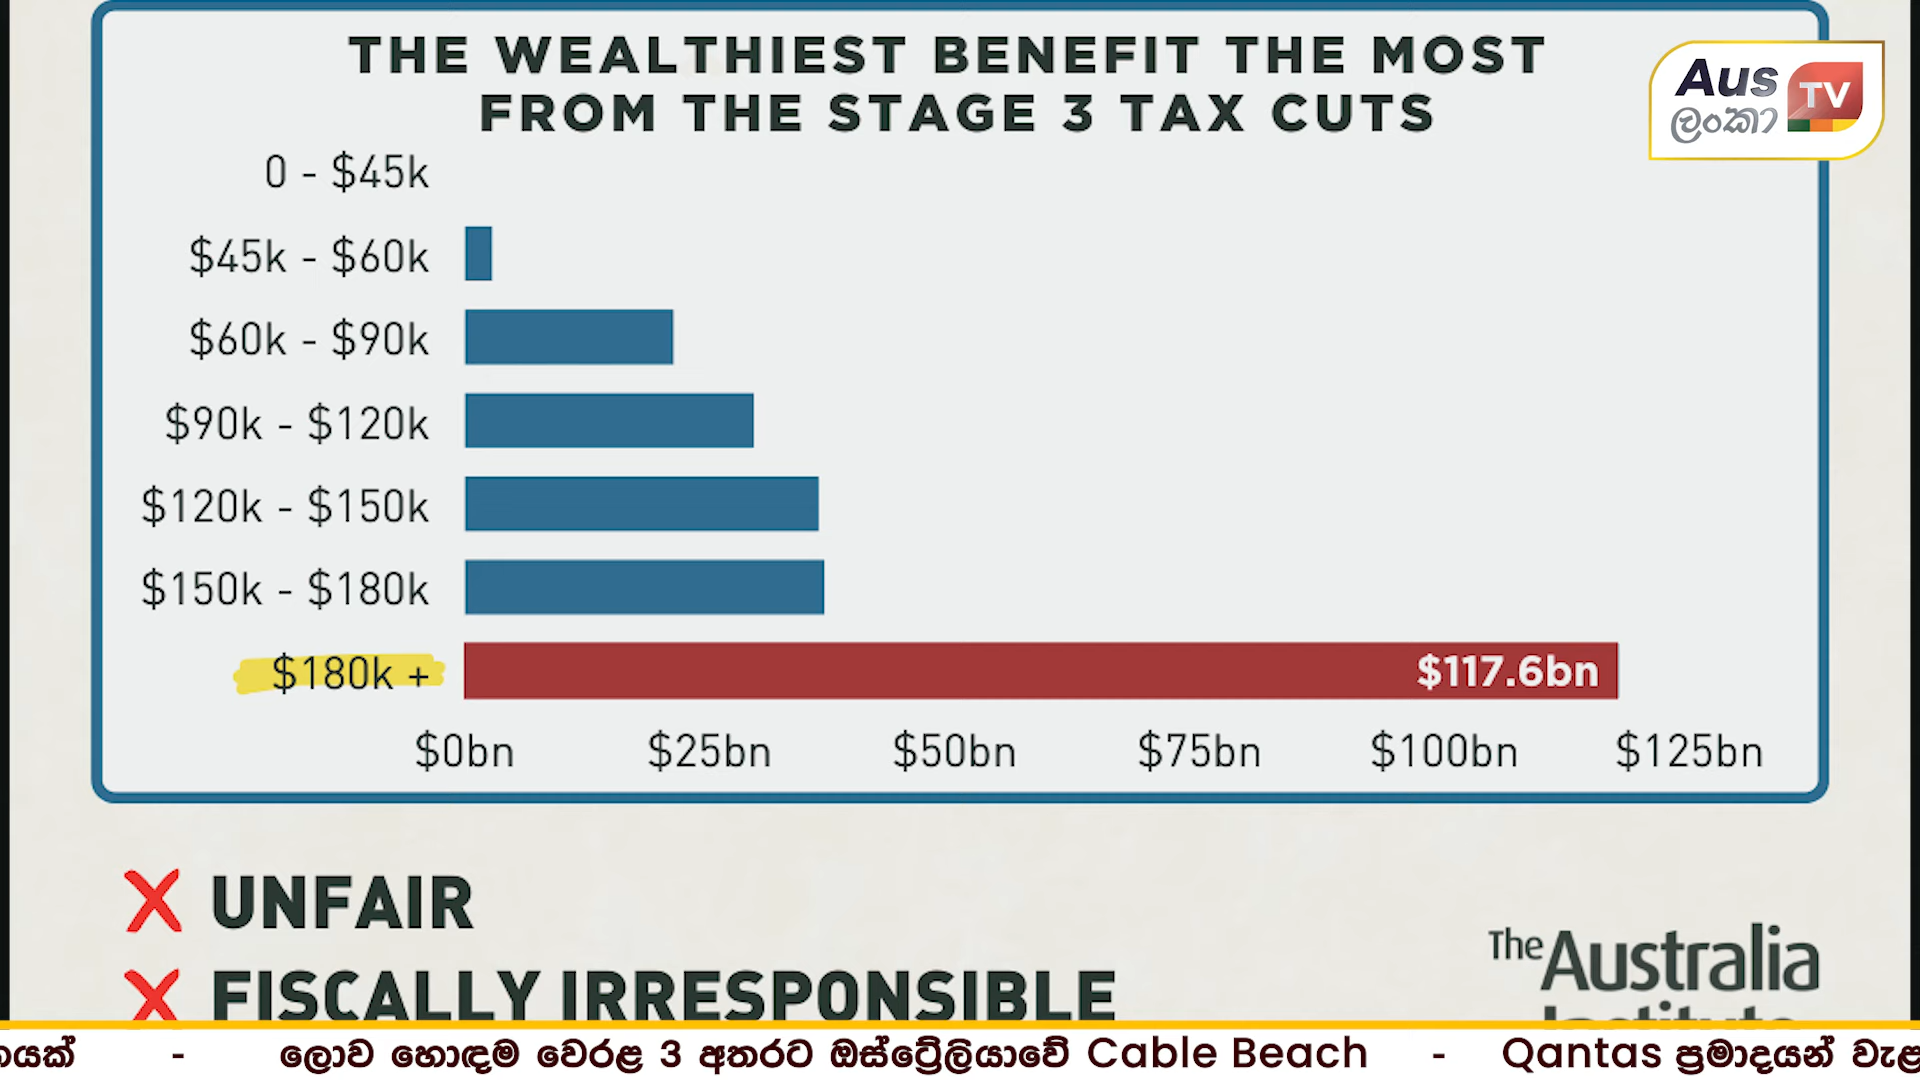 THE WEALTHIEST BENEFIT THE MOST
FROM THE STAGE 3 TAX CUTS
Aus
ලංකා
TV
0 - $45k
$45k - $60k
$60k - $90k
$90k - $120k
$120k - $150k
$150k - $180k
$180k +
$117.6bn
$0bn $25bn $50bn $75bn $100bn $125bn
UNFAIR
FISCALLY IRRESPONSIBLE
The Australia
Institute
- ලොව හොඳම වෙරළ 3 අතරට ඔස්ට්‍රේලියාවේ Cable Beach - Qantas ප්‍රමාදයන්